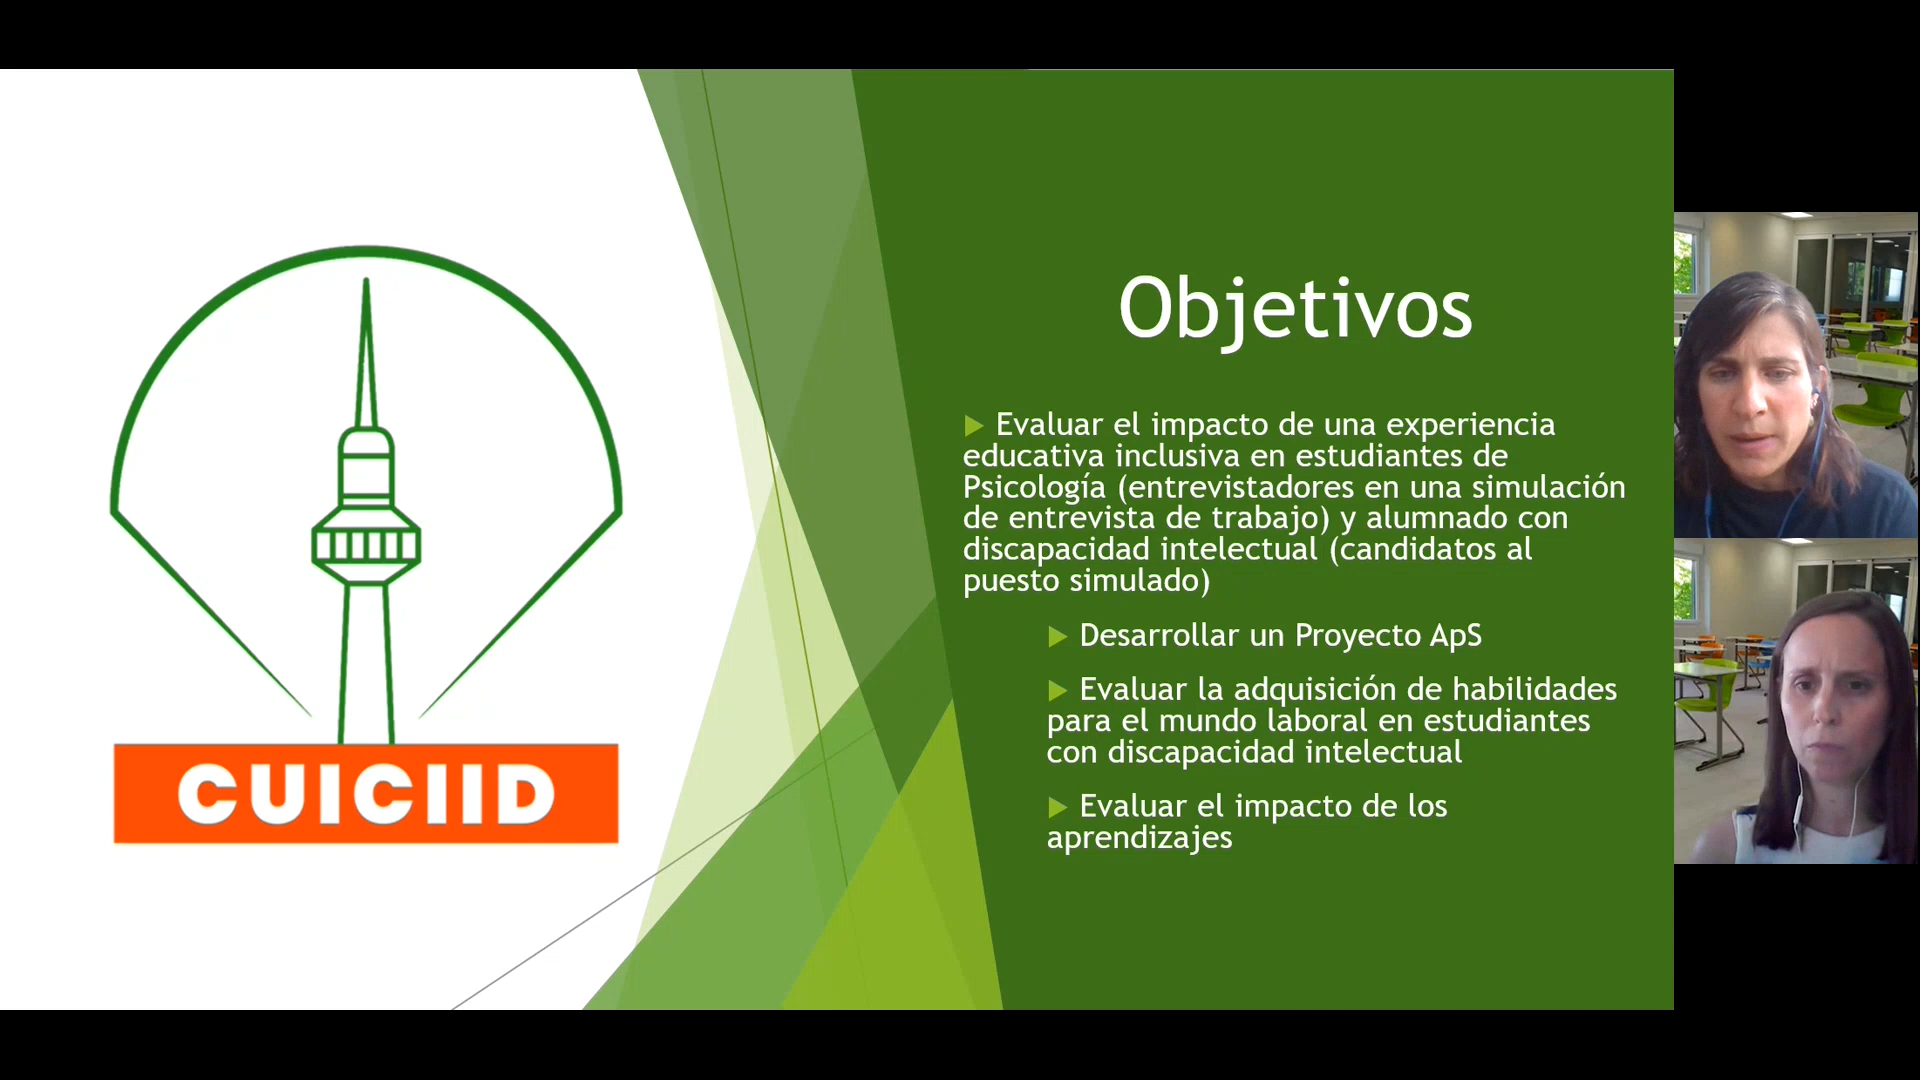 CUICIID
Objetivos
Evaluar el impacto de una experiencia
educativa inclusiva en estudiantes de
Psicología (entrevistadores en una simulación
de entrevista de trabajo) y alumnado con
discapacidad intelectual (candidatos al
puesto simulado)
Desarrollar un Proyecto ApS
Evaluar la adquisición de habilidades
para el mundo laboral en estudiantes
con discapacidad intelectual
Evaluar el impacto de los
aprendizajes